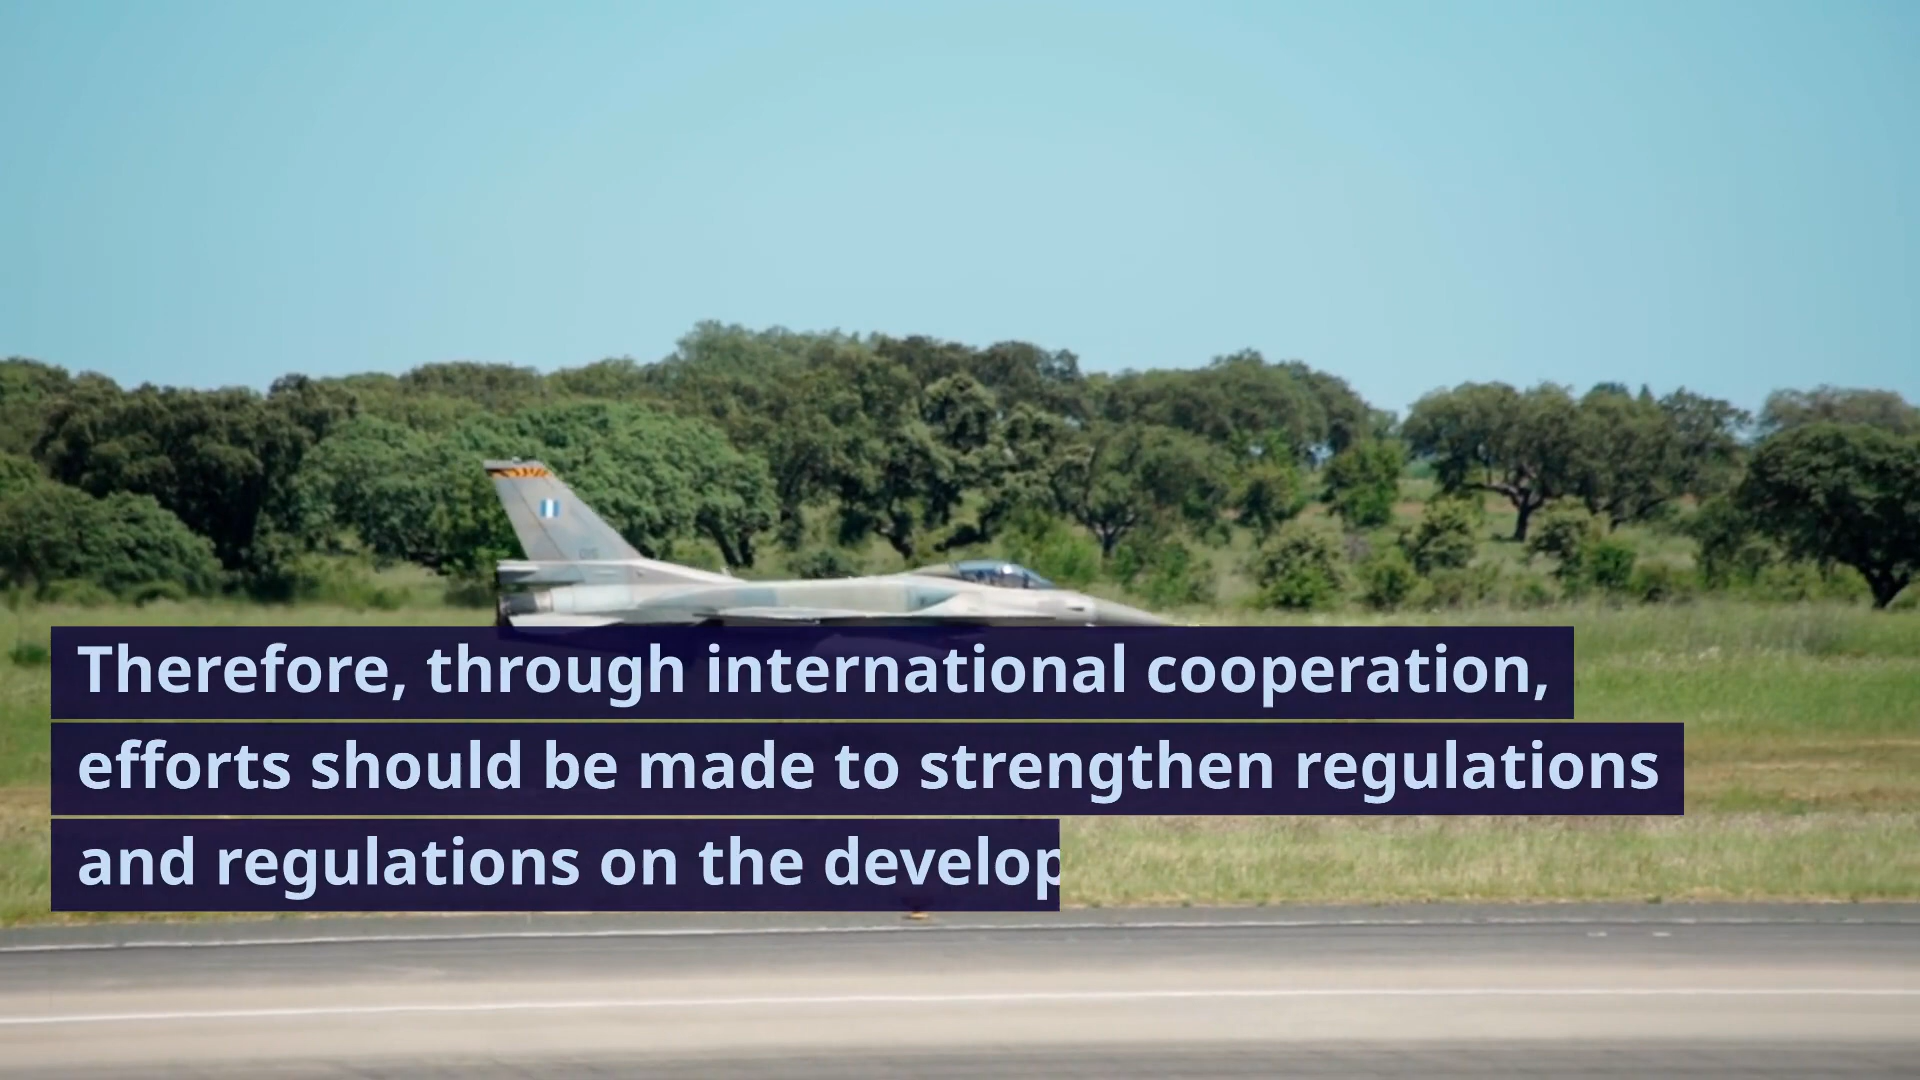 Therefore, through international cooperation,
efforts should be made to strengthen regulations
and regulations on the develop